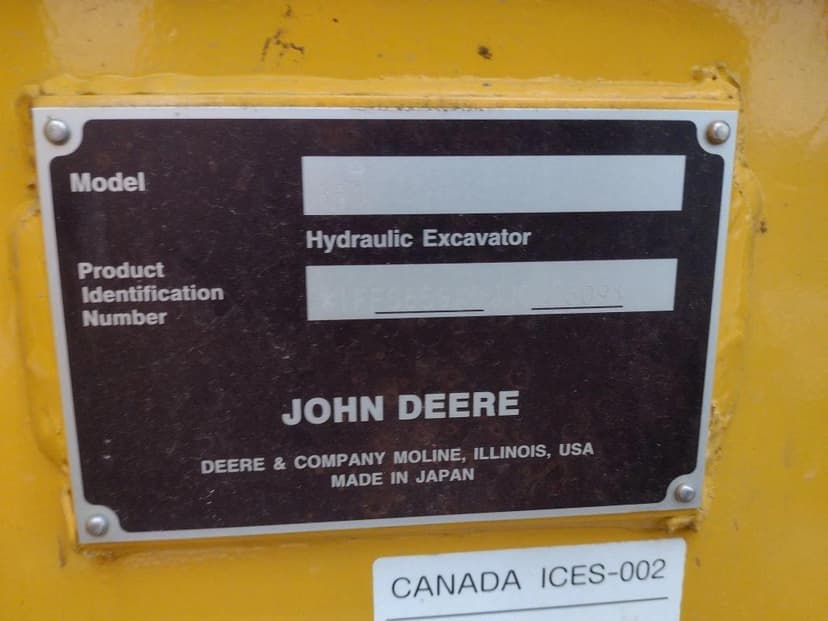 Model
Hydraulic Excavator
Product
Identification
Number
JOHN DEERE
DEERE & COMPANY MOLINE, ILLINOIS, USA
MADE IN JAPAN
CANADA ICES-002